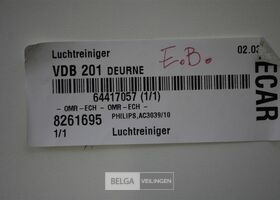 Luchtreiniger
E.B.
02.03
VDB 201 DEURNE
64417057 (1/1)
- OMR-ECH - OMR-ECH -
8261695 PHILIPS,AC3039/10
1/1 Luchtreiniger
ECAR
BELGA VEILINGEN